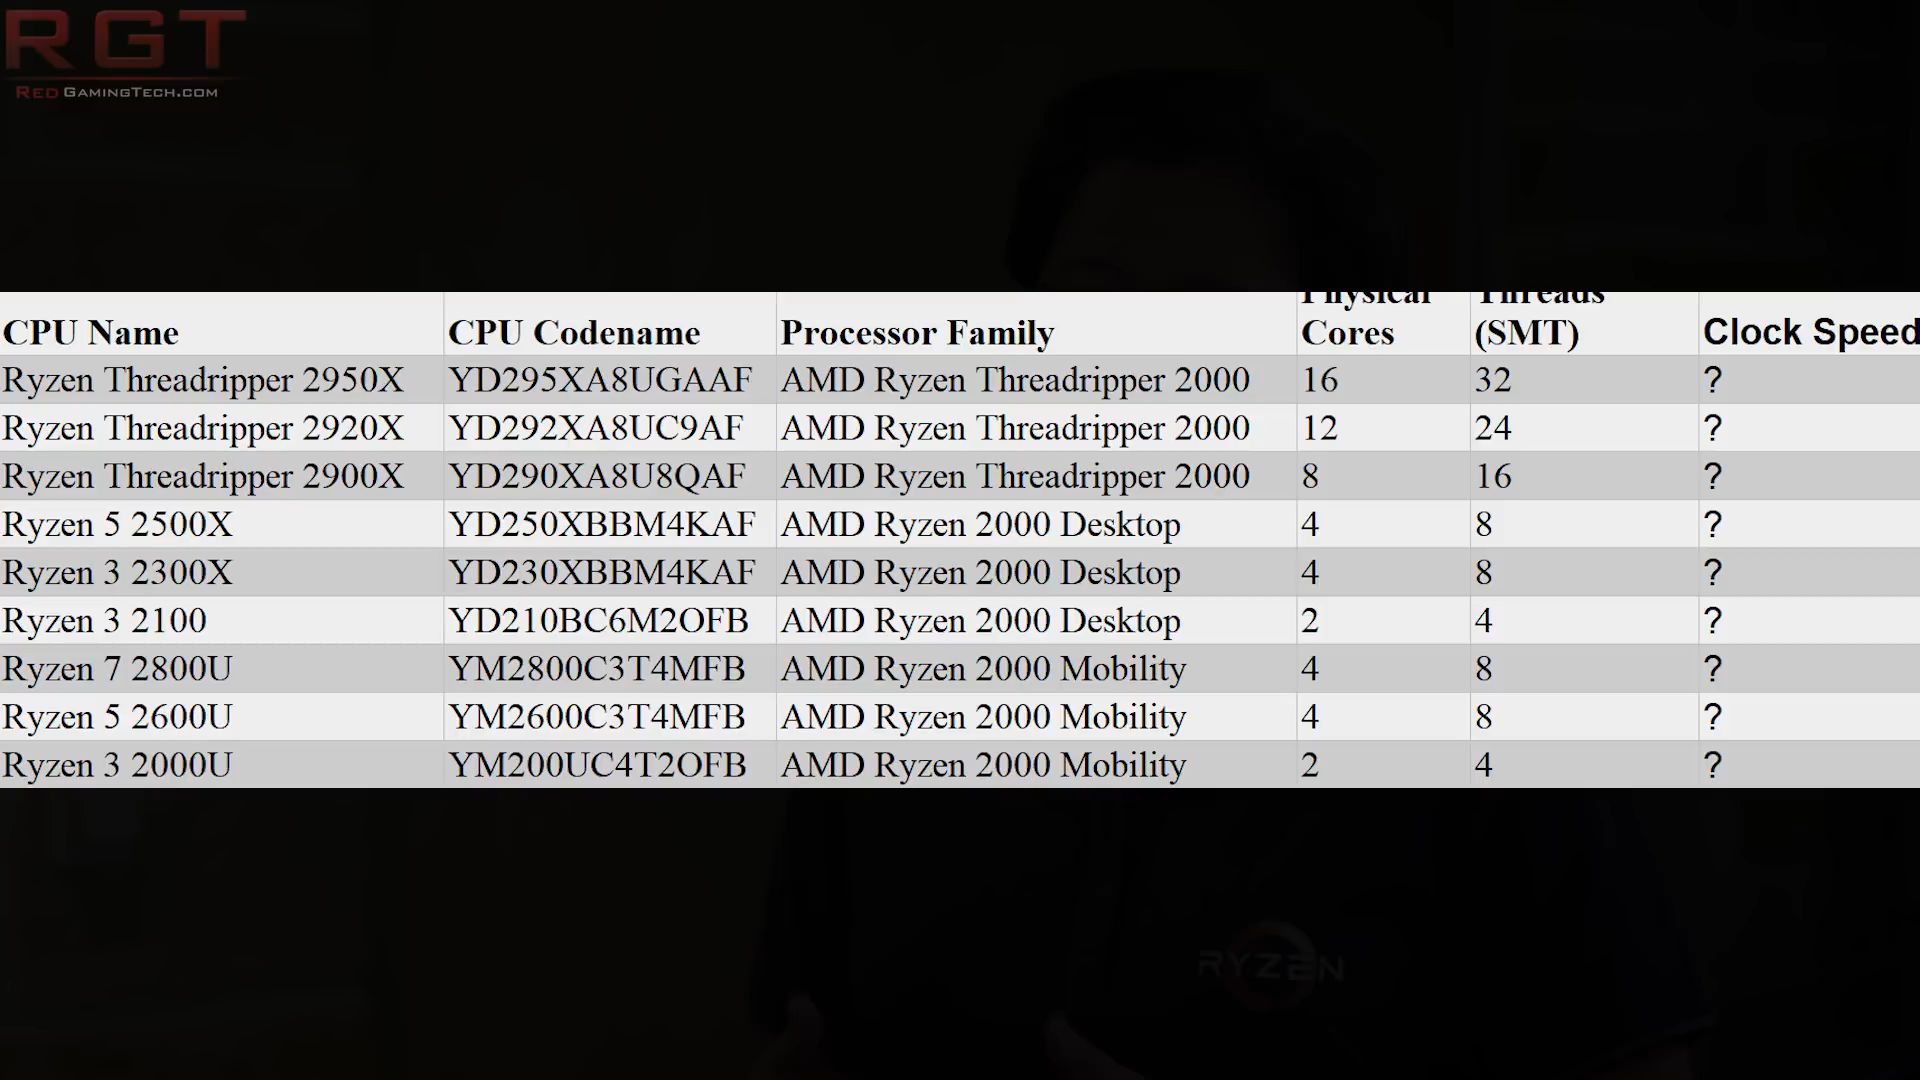 RGT
RED GAMINGTECH.COM
Physical Threads
CPU Name CPU Codename Processor Family Cores (SMT) Clock Speed
Ryzen Threadripper 2950X YD295XA8UGAAF AMD Ryzen Threadripper 2000 16 32 ?
Ryzen Threadripper 2920X YD292XA8UC9AF AMD Ryzen Threadripper 2000 12 24 ?
Ryzen Threadripper 2900X YD290XA8U8QAF AMD Ryzen Threadripper 2000 8 16 ?
Ryzen 5 2500X YD250XBBM4KAF AMD Ryzen 2000 Desktop 4 8 ?
Ryzen 3 2300X YD230XBBM4KAF AMD Ryzen 2000 Desktop 4 8 ?
Ryzen 3 2100 YD210BC6M2OFB AMD Ryzen 2000 Desktop 2 4 ?
Ryzen 7 2800U YM2800C3T4MFB AMD Ryzen 2000 Mobility 4 8 ?
Ryzen 5 2600U YM2600C3T4MFB AMD Ryzen 2000 Mobility 4 8 ?
Ryzen 3 2000U YM200UC4T2OFB AMD Ryzen 2000 Mobility 2 4 ?
RYZEN